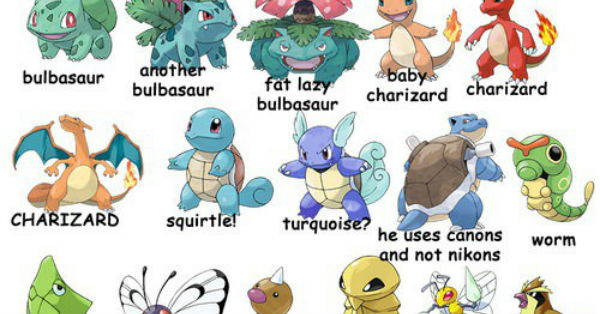 bulbasaur
another
bulbasaur
fat lazy
bulbasaur
baby
charizard
charizard
CHARIZARD
squirtle!
turquoise?
he uses canons
and not nikons
worm